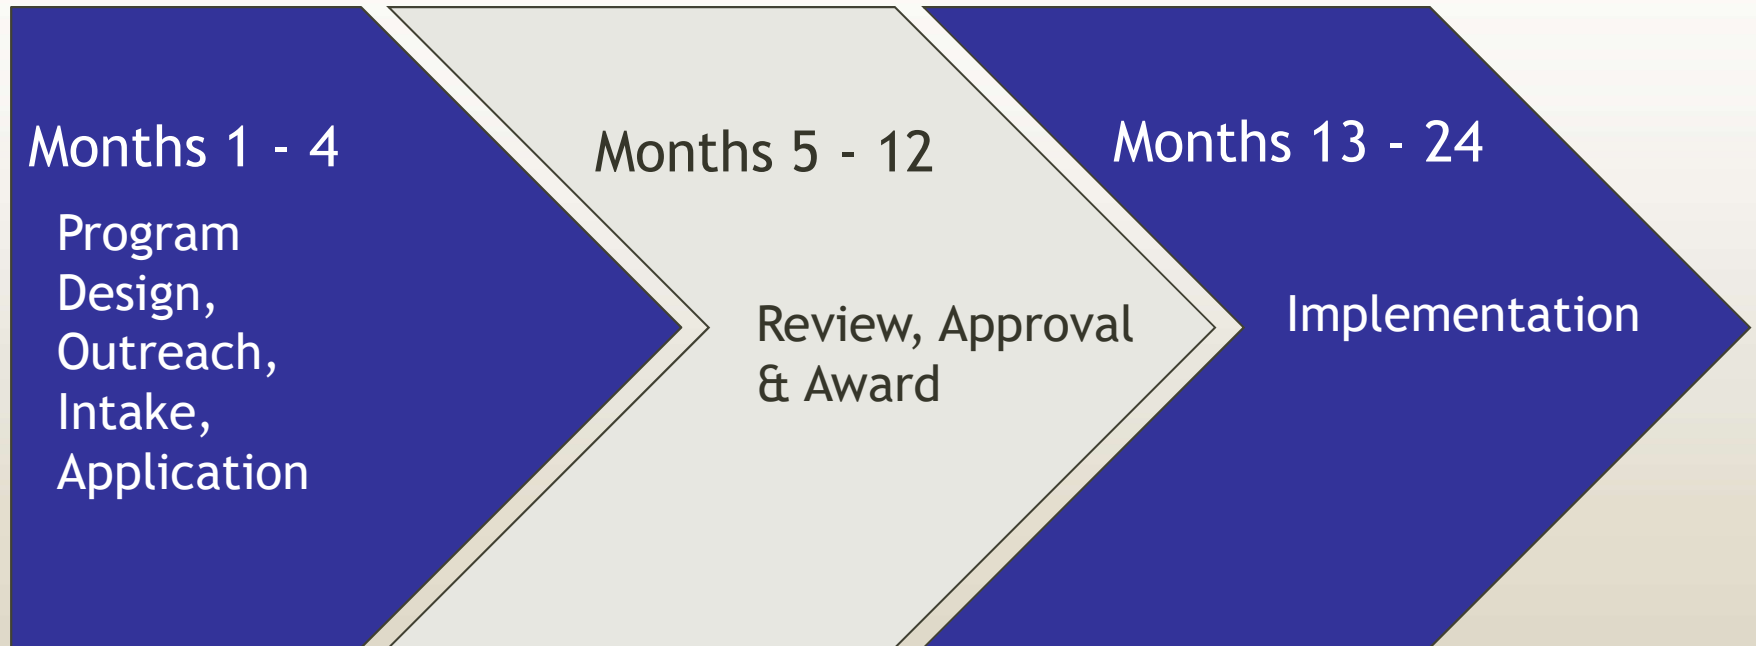 Months 1 - 4
Program
Design,
Outreach,
Intake,
Application
Months 5 - 12
Review, Approval
& Award
Months 13 - 24
Implementation